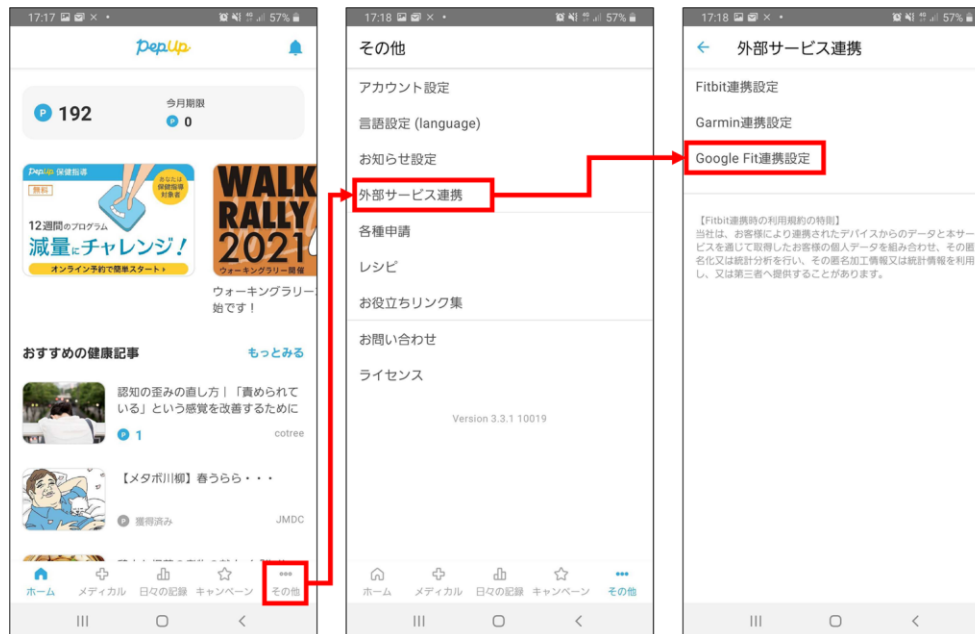 17:17
57%
PepUp
192
今月期限
0
PepUp 保健指導
無料
あなたは
保健指導
対象者
12週間のプログラム
減量にチャレンジ！
オンライン予約で簡単スタート
WALK
RALLY
2021
ウォーキングラリー開催
ウォーキングラリー
始です！
おすすめの健康記事
もっとみる
認知の歪みの直し方|「責められて
いる」という感覚を改善するために
P 1
cotree
【メタボ川柳】春うらら・・・
P 獲得済み
JMDC
ホーム
メディカル
日々の記録
キャンペーン
その他
17:18
57%
その他
アカウント設定
言語設定 (language)
お知らせ設定
外部サービス連携
各種申請
レシピ
お役立ちリンク集
お問い合わせ
ライセンス
Version 3.3.1 10019
ホーム
メディカル
日々の記録
キャンペーン
その他
17:18
57%
外部サービス連携
Fitbit連携設定
Garmin連携設定
Google Fit連携設定
【Fitbit連携時の利用規約の特則】
当社は、お客様により連携されたデバイスからのデータと本サー
ビスを通じて取得したお客様の個人データを組み合わせ、その匿
名化又は統計分析を行い、その匿名加工情報又は統計情報を利用
し、又は第三者へ提供することがあります。